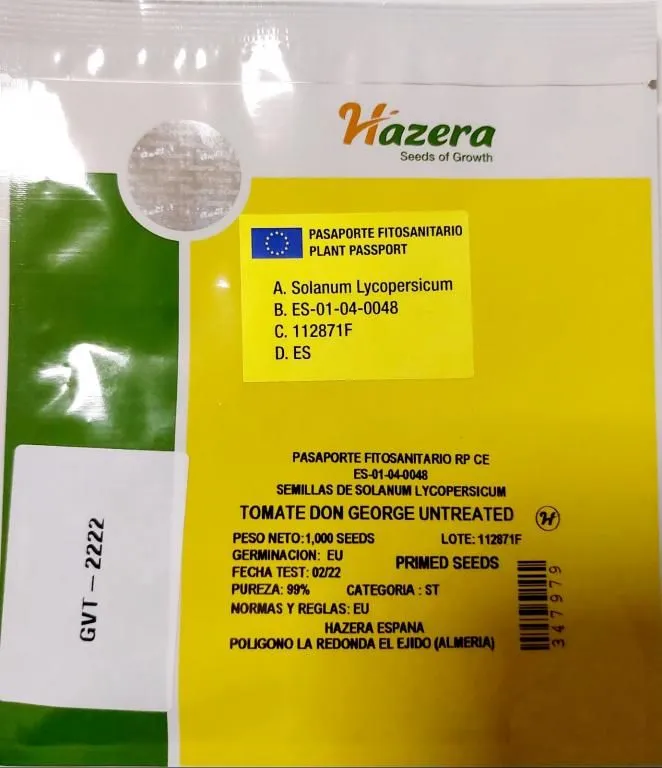 Hazera
Seeds of Growth
PASAPORTE FITOSANITARIO
PLANT PASSPORT
A. Solanum Lycopersicum
B. ES-01-04-0048
C. 112871F
D. ES
PASAPORTE FITOSANITARIO RP CE
ES-01-04-0048
SEMILLAS DE SOLANUM LYCOPERSICUM
TOMATE DON GEORGE UNTREATED
PESO NETO:1,000 SEEDS LOTE: 112871F
GERMINACION: EU
PRIMED SEEDS
FECHA TEST: 02/22
PUREZA: 99% CATEGORIA : ST
NORMAS Y REGLAS: EU
HAZERA ESPANA
POLIGONO LA REDONDA EL EJIDO (ALMERIA)
347979
GVT – 2222